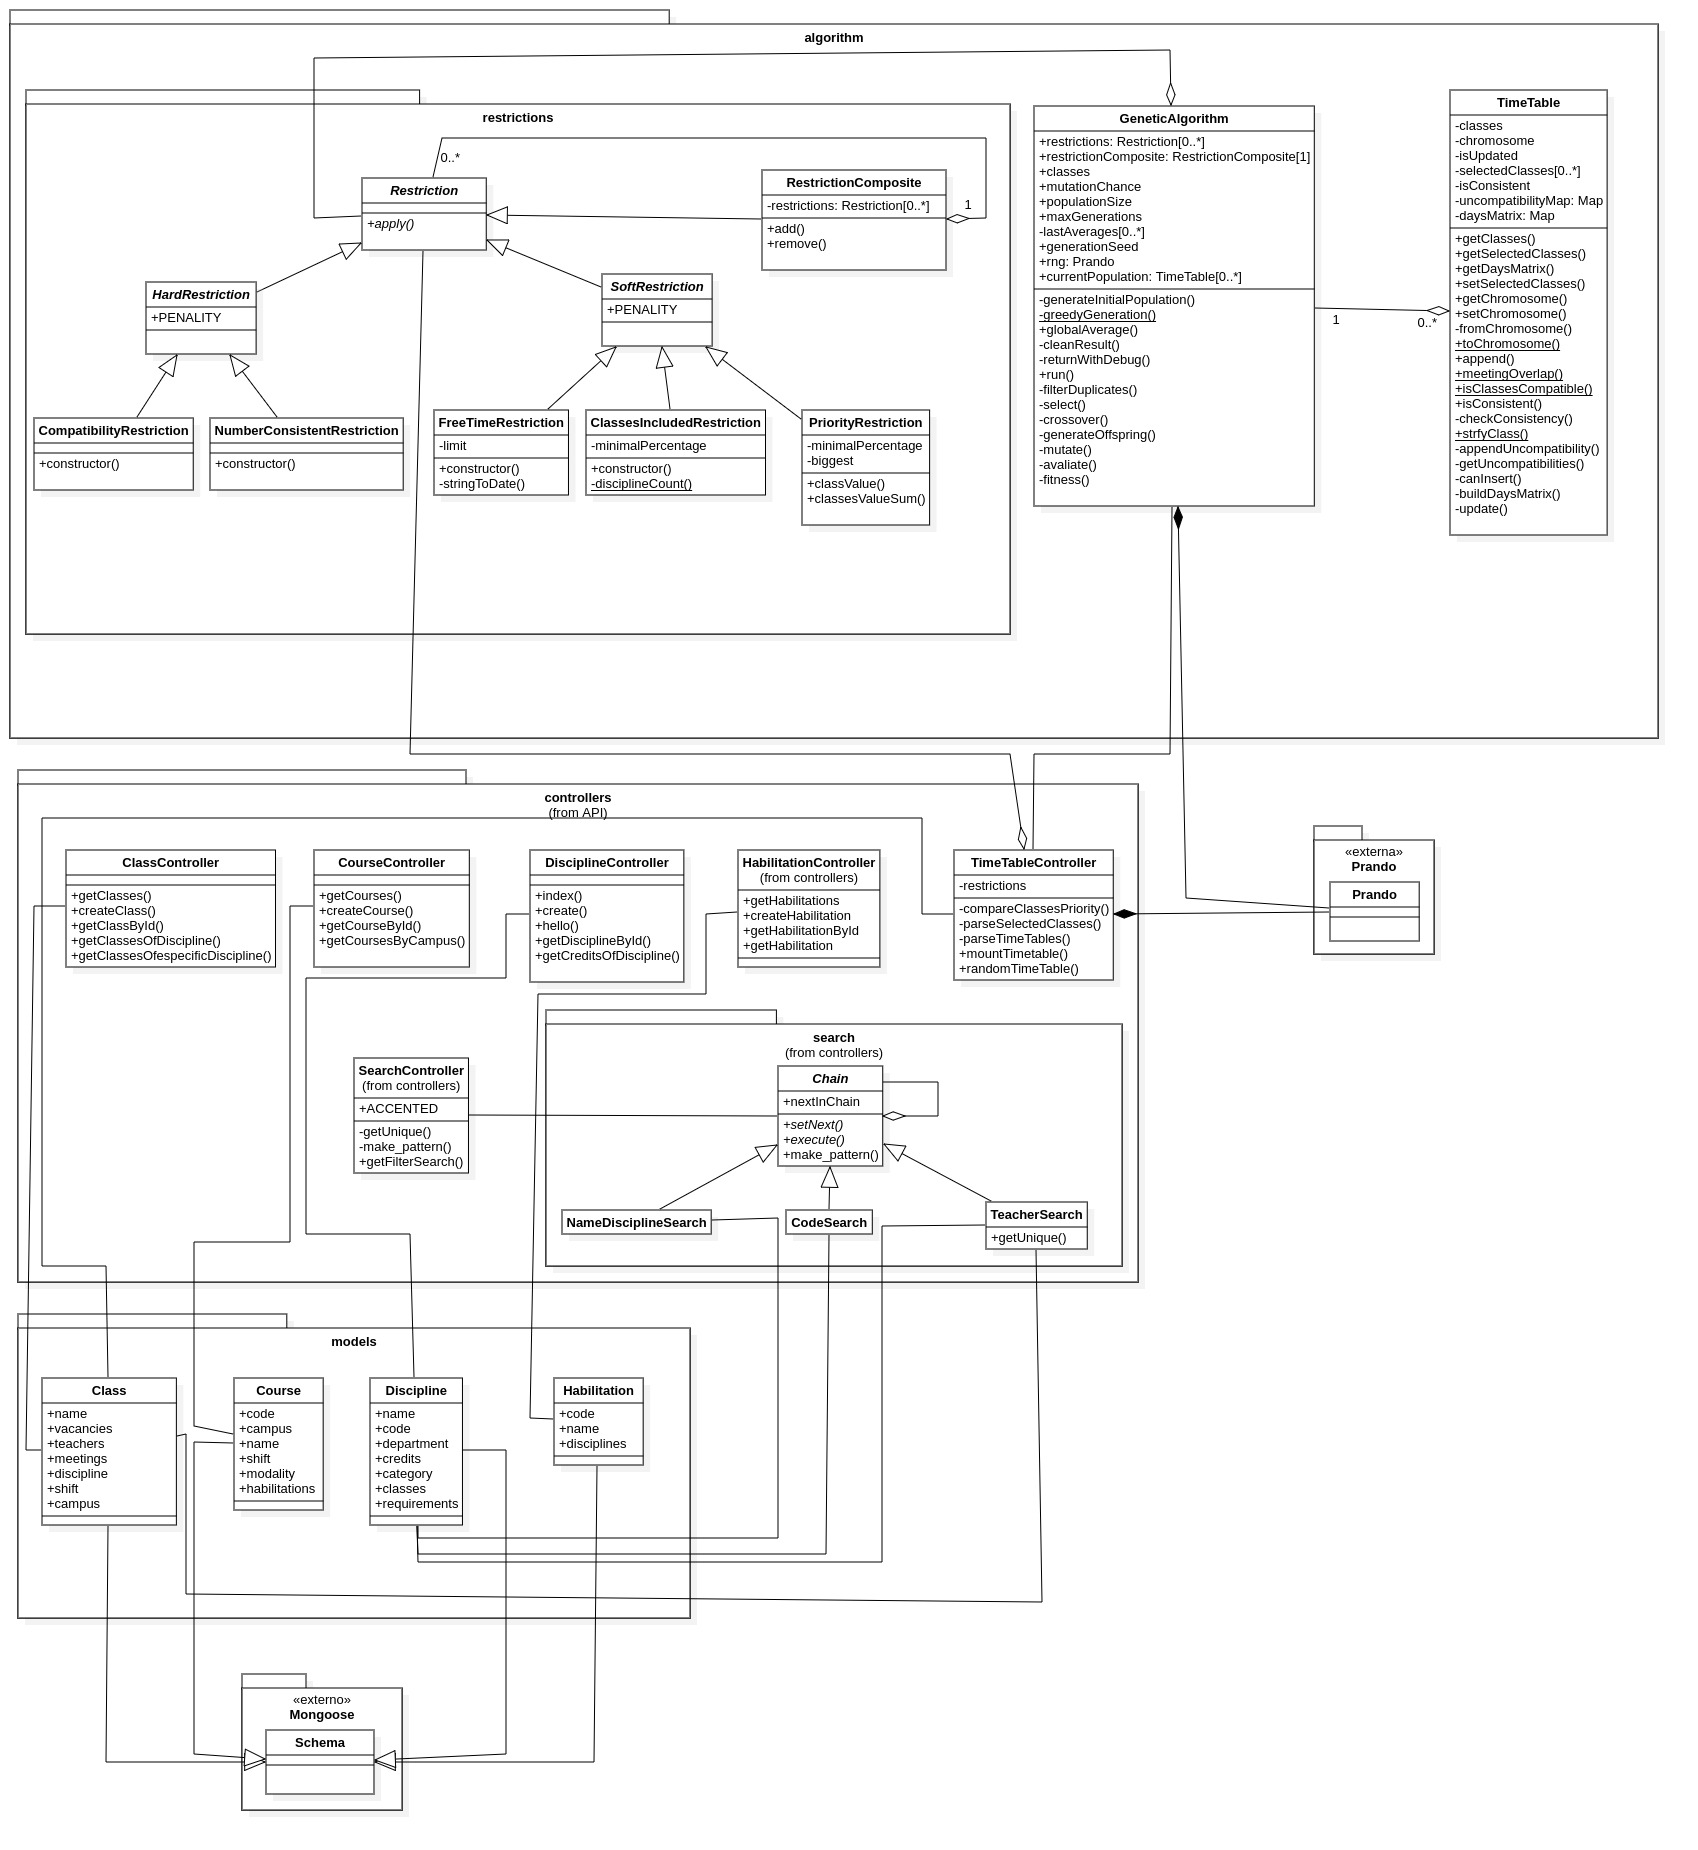 algorithm
restrictions
0..*
Restriction
+apply()
RestrictionComposite
-restrictions: Restriction[0..*]
+add()
+remove()
1
HardRestriction
+PENALITY
SoftRestriction
+PENALITY
CompatibilityRestriction
+constructor()
NumberConsistentRestriction
+constructor()
FreeTimeRestriction
-limit
+constructor()
-stringToDate()
ClassesIncludedRestriction
-minimalPercentage
+constructor()
-disciplineCount()
PriorityRestriction
-minimalPercentage
-biggest
+classValue()
+classesValueSum()
GeneticAlgorithm
+restrictions: Restriction[0..*]
+restrictionComposite: RestrictionComposite[1]
+classes
+mutationChance
+populationSize
+maxGenerations
-lastAverages[0..*]
+generationSeed
+rng: Prando
+currentPopulation: TimeTable[0..*]
-generateInitialPopulation()
-greedyGeneration()
+globalAverage()
-cleanResult()
-returnWithDebug()
+run()
-filterDuplicates()
-select()
-crossover()
-generateOffspring()
-mutate()
-avaliate()
-fitness()
1
0..*
TimeTable
-classes
-chromosome
-isUpdated
-selectedClasses[0..*]
-isConsistent
-uncompatibilityMap: Map
-daysMatrix: Map
+getClasses()
+getSelectedClasses()
+getDaysMatrix()
+setSelectedClasses()
+getChromosome()
+setChromosome()
-fromChromosome()
+toChromosome()
+append()
+meetingOverlap()
+isClassesCompatible()
+isConsistent()
-checkConsistency()
+strfyClass()
-appendUncompatibility()
-getUncompatibilities()
-canInsert()
-buildDaysMatrix()
-update()
controllers
(from API)
ClassController
+getClasses()
+createClass()
+getClassById()
+getClassesOfDiscipline()
+getClassesOfespecificDiscipline()
CourseController
+getCourses()
+createCourse()
+getCourseById()
+getCoursesByCampus()
DisciplineController
+index()
+create()
+hello()
+getDisciplineById()
+getCreditsOfDiscipline()
HabilitationController
(from controllers)
+getHabilitations
+createHabilitation
+getHabilitationById
+getHabilitation
TimeTableController
-restrictions
-compareClassesPriority()
-parseSelectedClasses()
-parseTimeTables()
+mountTimetable()
+randomTimeTable()
«externa»
Prando
Prando
SearchController
(from controllers)
+ACCENTED
-getUnique()
-make_pattern()
+getFilterSearch()
search
(from controllers)
Chain
+nextInChain
+setNext()
+execute()
+make_pattern()
NameDisciplineSearch
CodeSearch
TeacherSearch
+getUnique()
models
Class
+name
+vacancies
+teachers
+meetings
+discipline
+shift
+campus
Course
+code
+campus
+name
+shift
+modality
+habilitations
Discipline
+name
+code
+department
+credits
+category
+classes
+requirements
Habilitation
+code
+name
+disciplines
«externo»
Mongoose
Schema